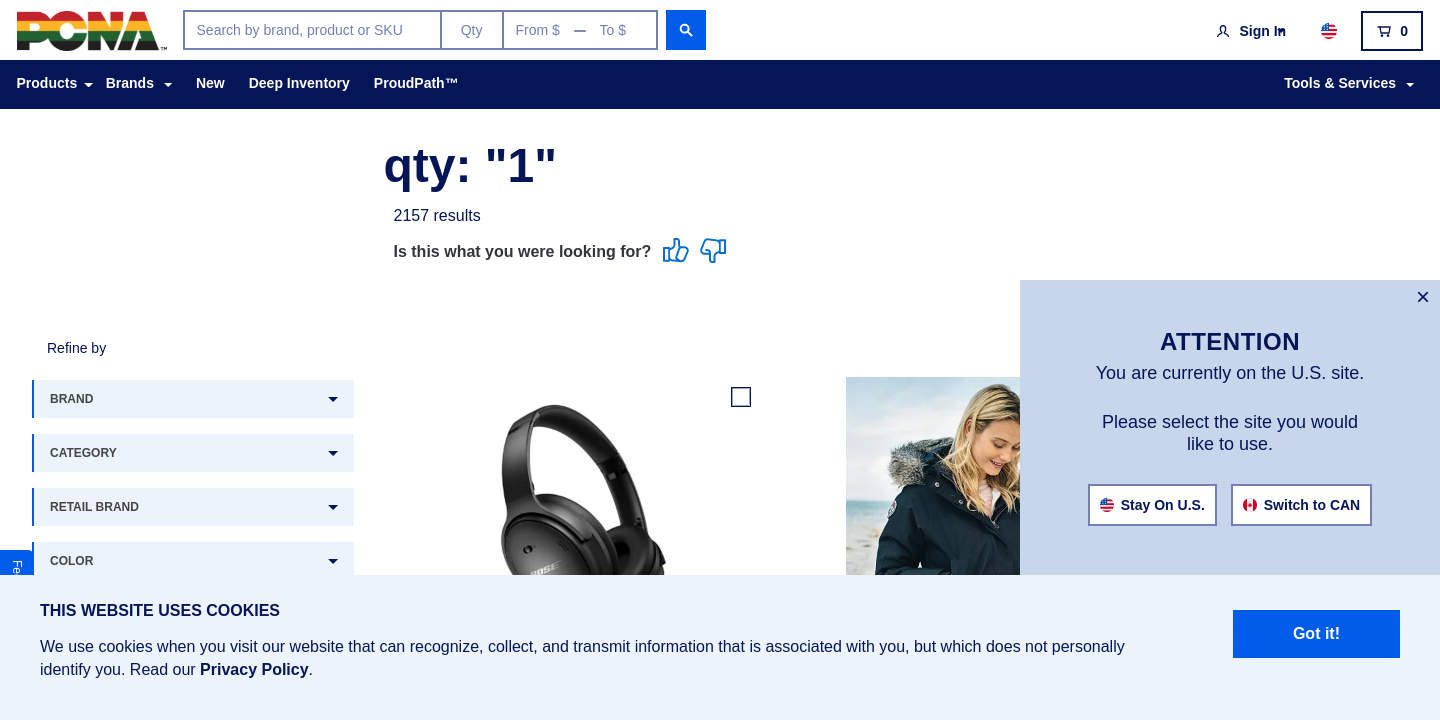 PCNA™
Search by brand, product or SKU
Qty
From $ — To $
Sign In
0
Products
Brands
New
Deep Inventory
ProudPath™
Tools & Services
qty: "1"
2157 results
Is this what you were looking for?
Refine by
BRAND
CATEGORY
RETAIL BRAND
COLOR
BOSE
×
ATTENTION
You are currently on the U.S. site.
Please select the site you would
like to use.
Stay On U.S.
Switch to CAN
THIS WEBSITE USES COOKIES
We use cookies when you visit our website that can recognize, collect, and transmit information that is associated with you, but which does not personally
identify you. Read our Privacy Policy.
Got it!